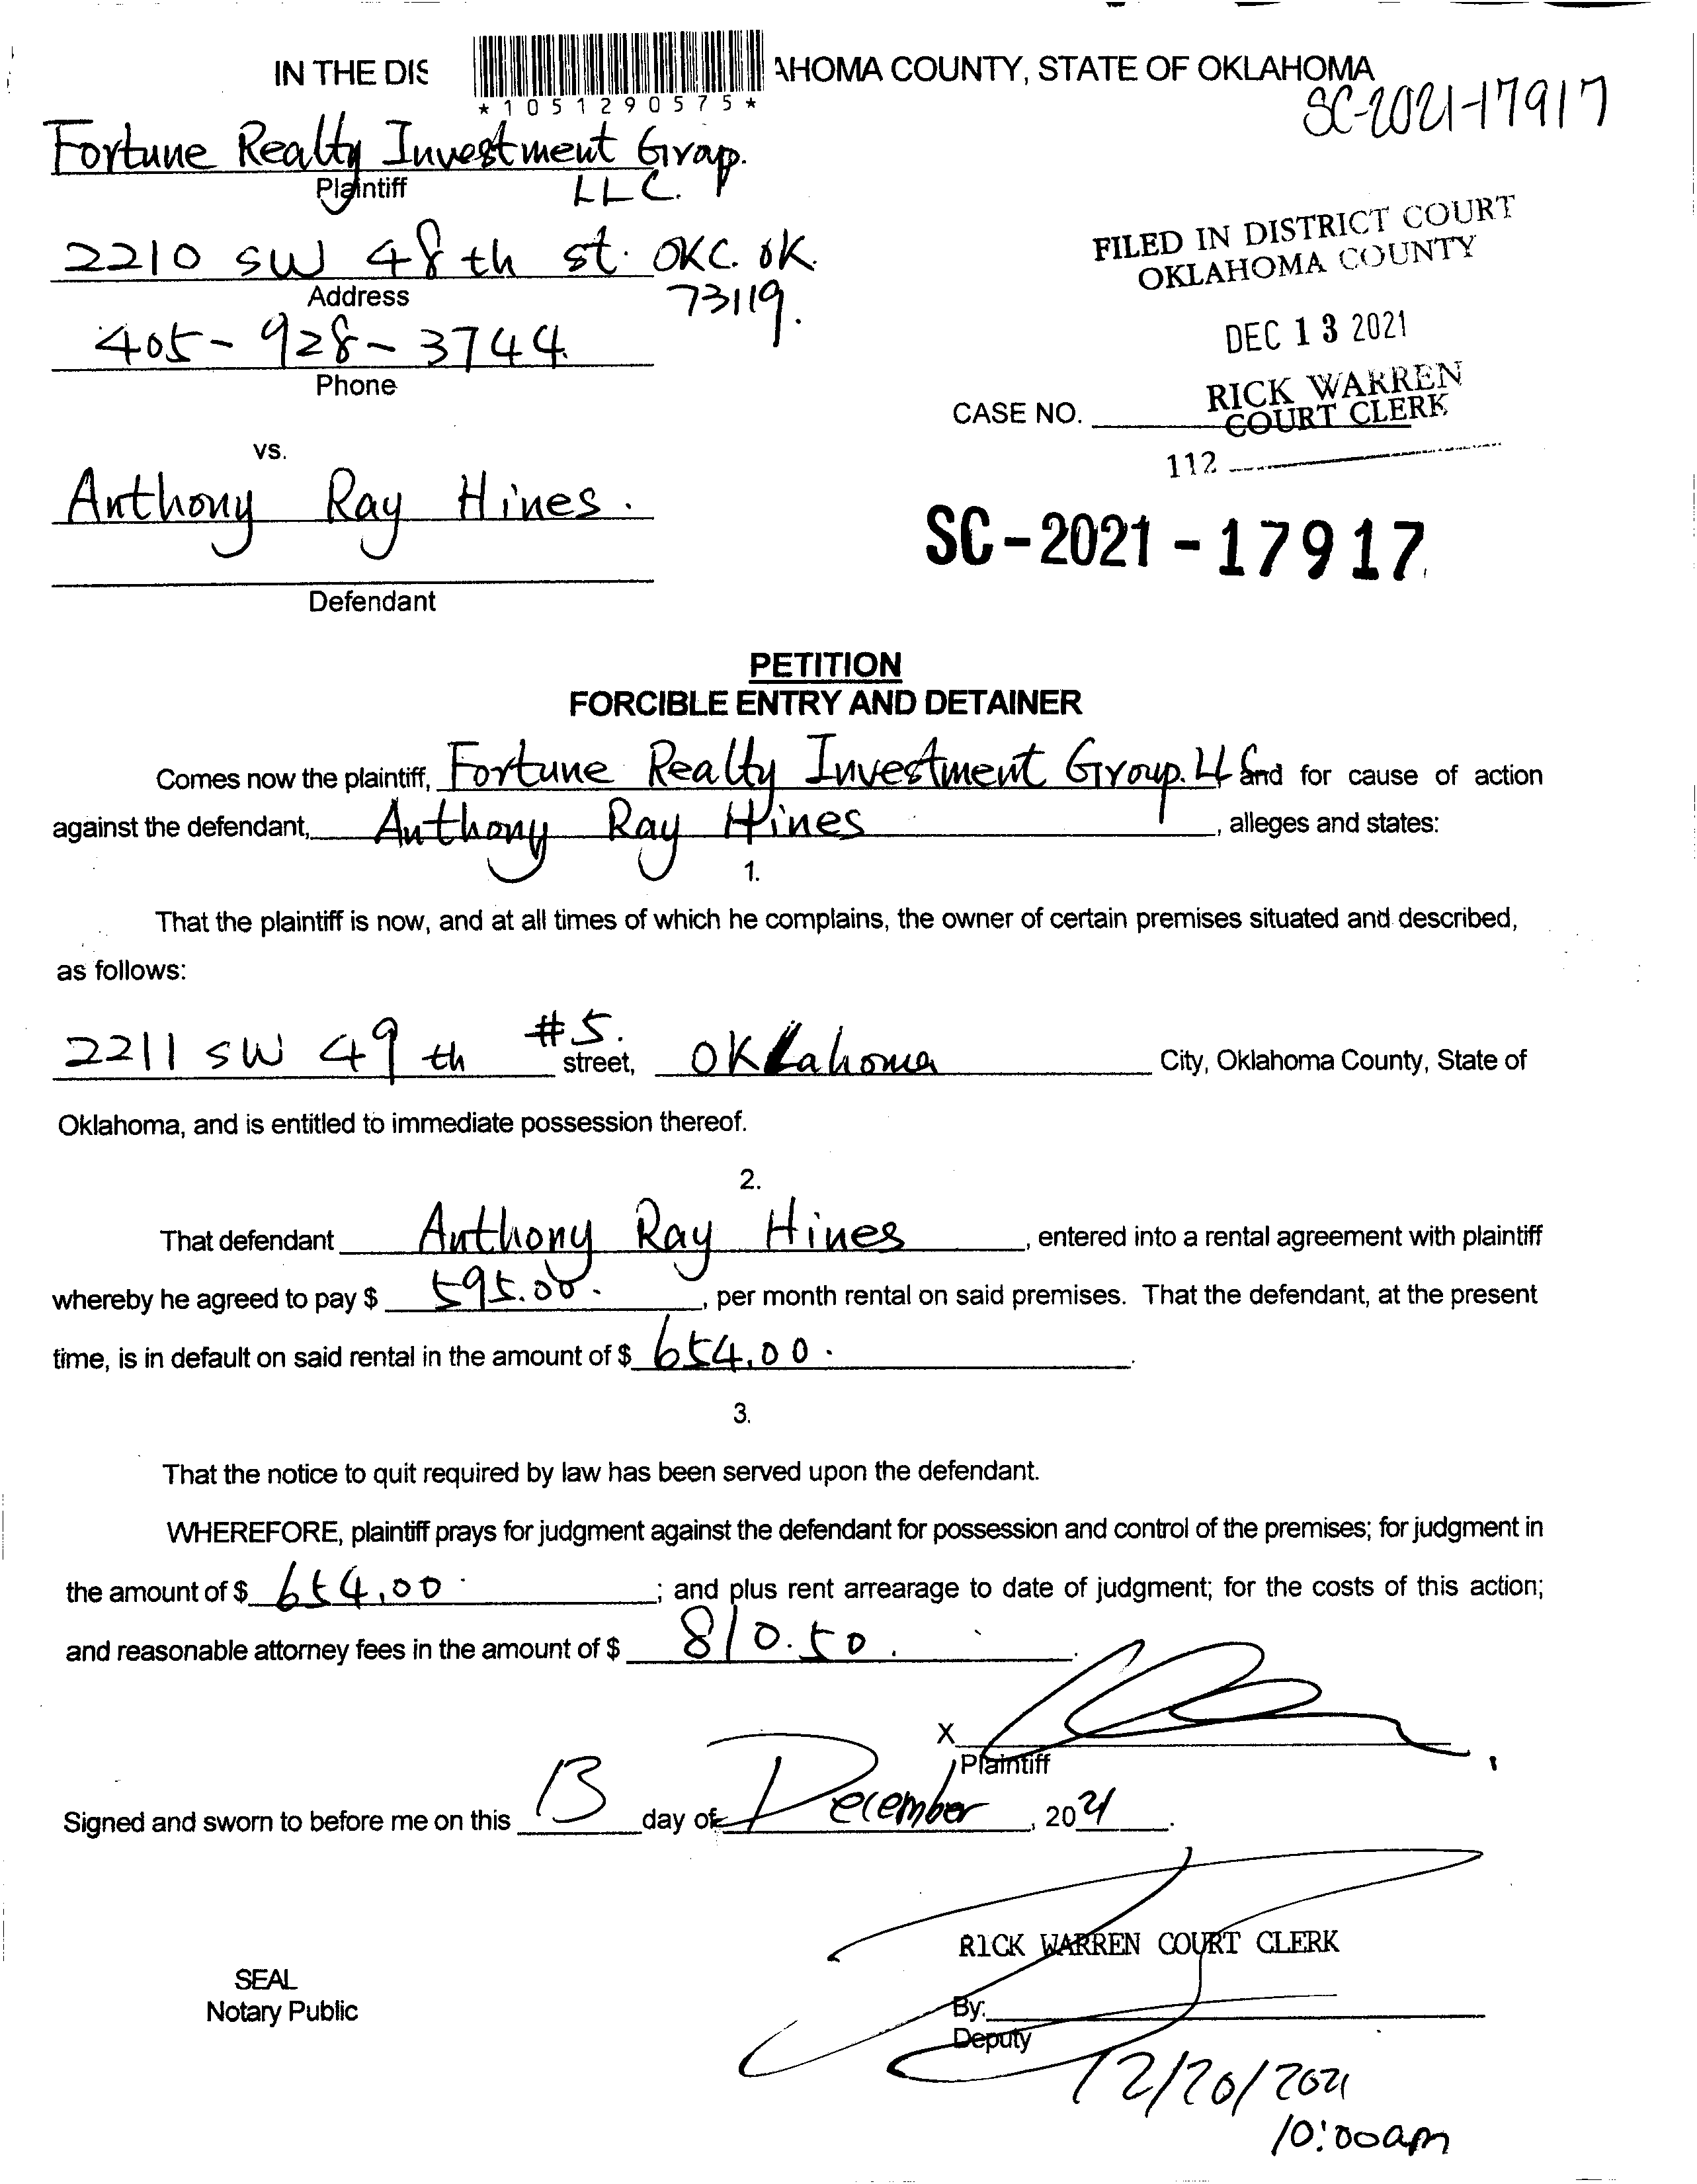 IN THE DIS
AHOMA COUNTY, STATE OF OKLAHOMA
*1051290575*
SC-2021-17917
Fortune Realty Investment Group.
Plaintiff
LLC.
2210 SW 48th st. OKC. OK.
Address
73119.
405-928-3744.
Phone
FILED IN DISTRICT COURT
OKLAHOMA COUNTY
DEC 13 2021
RICK WARREN
COURT CLERK
CASE NO.
112
vs.
Anthony Ray Hines.
Defendant
SC-2021-17917
PETITION
FORCIBLE ENTRY AND DETAINER
Comes now the plaintiff, Fortune Realty Investment Group. LLC and for cause of action
against the defendant, Anthony Ray Hines, alleges and states:
1.
That the plaintiff is now, and at all times of which he complains, the owner of certain premises situated and described,
as follows:
2211 SW 49th #5. street, Oklahoma City, Oklahoma County, State of
Oklahoma, and is entitled to immediate possession thereof.
2.
That defendant Anthony Ray Hines, entered into a rental agreement with plaintiff
whereby he agreed to pay $ 595.00., per month rental on said premises. That the defendant, at the present
time, is in default on said rental in the amount of $ 654.00.
3.
That the notice to quit required by law has been served upon the defendant.
WHEREFORE, plaintiff prays for judgment against the defendant for possession and control of the premises; for judgment in
the amount of $ 654.00.; and plus rent arrearage to date of judgment; for the costs of this action;
and reasonable attorney fees in the amount of $ 810.50.
X
Plaintiff
Signed and sworn to before me on this 13 day of December, 2021.
RICK WARREN COURT CLERK
SEAL
Notary Public
By:
Deputy
12/20/2021
10:00am